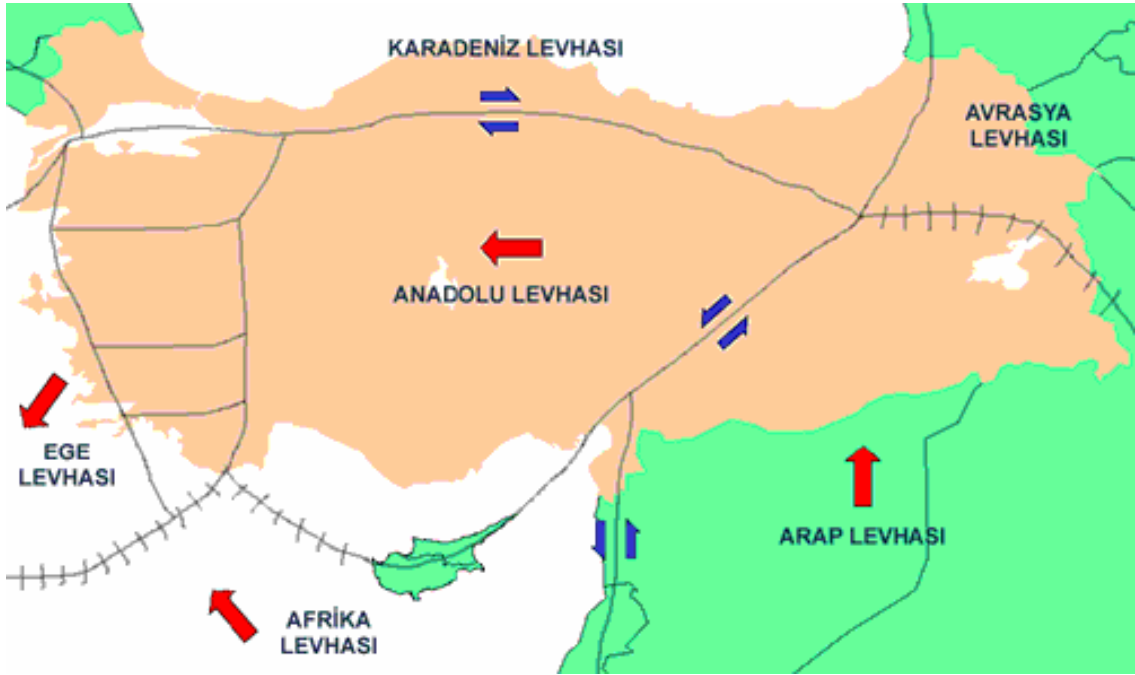 KARADENİZ LEVHASI
AVRASYA
LEVHASI
ANADOLU LEVHASI
EGE
LEVHASI
ARAP LEVHASI
AFRİKA
LEVHASI